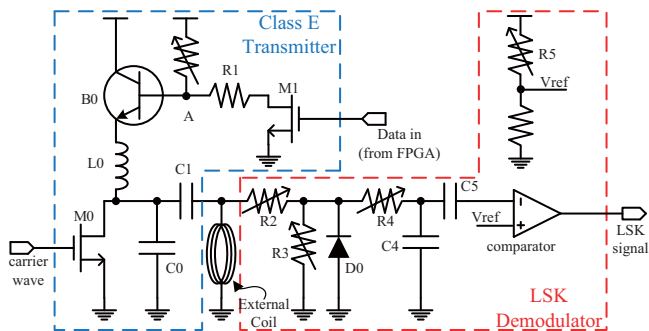 Class E
Transmitter
R5
Vref
R1
M1
B0
A
Data in
(from FPGA)
L0
C1
C5
M0
R2
R4
Vref
comparator
LSK
signal
carrier
wave
C0
R3
D0
C4
External
Coil
LSK
Demodulator